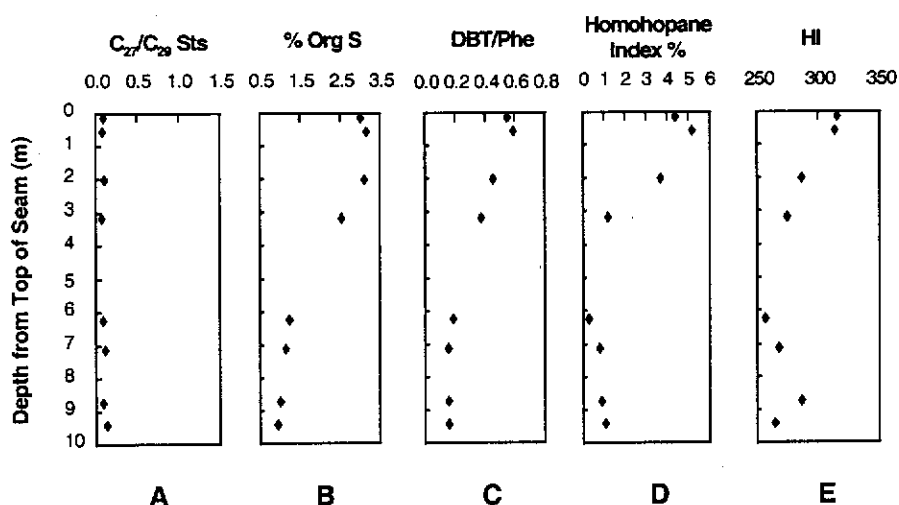 C27/C29 Sts
% Org S
DBT/Phe
Homohopane
Index %
HI
0.0 0.5 1.0 1.5
0.5 1.5 2.5 3.5
0.0 0.2 0.4 0.6 0.8
0 1 2 3 4 5 6
250 300 350
Depth from Top of Seam (m)
0
1
2
3
4
5
6
7
8
9
10
A
B
C
D
E